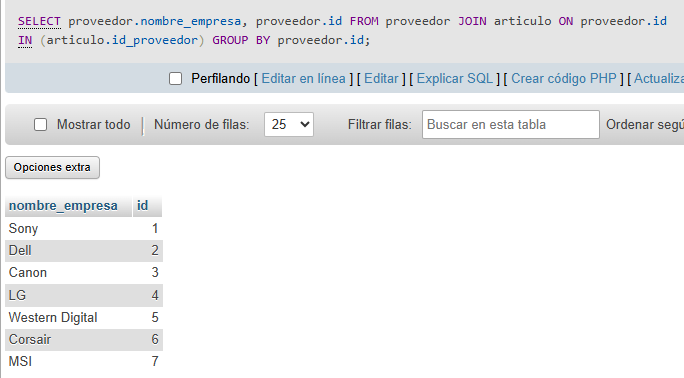 SELECT proveedor.nombre_empresa, proveedor.id FROM proveedor JOIN articulo ON proveedor.id
IN (articulo.id_proveedor) GROUP BY proveedor.id;
Perfilando [ Editar en línea ] [ Editar ] [ Explicar SQL ] [ Crear código PHP ] [ Actualiza
Mostrar todo | Número de filas: 25 Filtrar filas: Buscar en esta tabla Ordenar segú
Opciones extra
nombre_empresa id
Sony 1
Dell 2
Canon 3
LG 4
Western Digital 5
Corsair 6
MSI 7